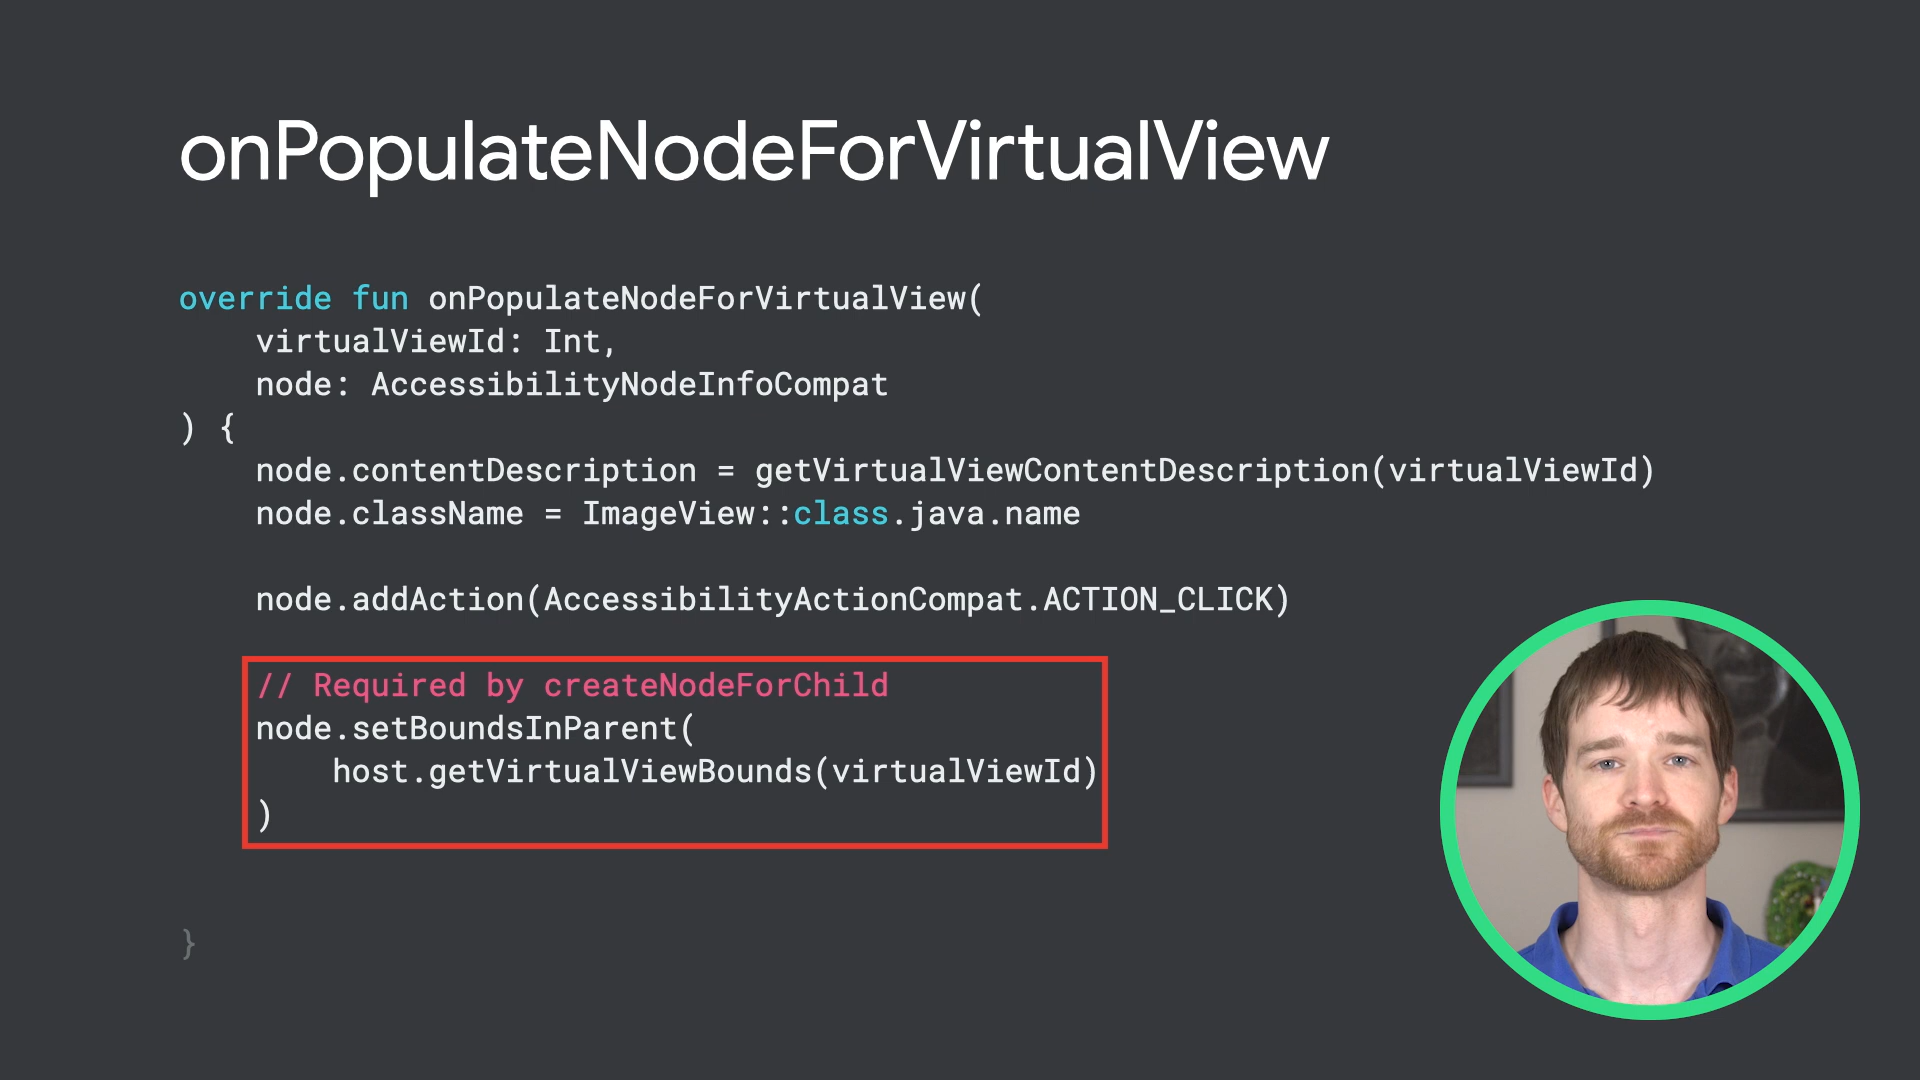 onPopulateNodeForVirtualView
override fun onPopulateNodeForVirtualView(
    virtualViewId: Int,
    node: AccessibilityNodeInfoCompat
) {
    node.contentDescription = getVirtualViewContentDescription(virtualViewId)
    node.className = ImageView::class.java.name
    node.addAction(AccessibilityActionCompat.ACTION_CLICK)
    // Required by createNodeForChild
    node.setBoundsInParent(
        host.getVirtualViewBounds(virtualViewId)
    )
}